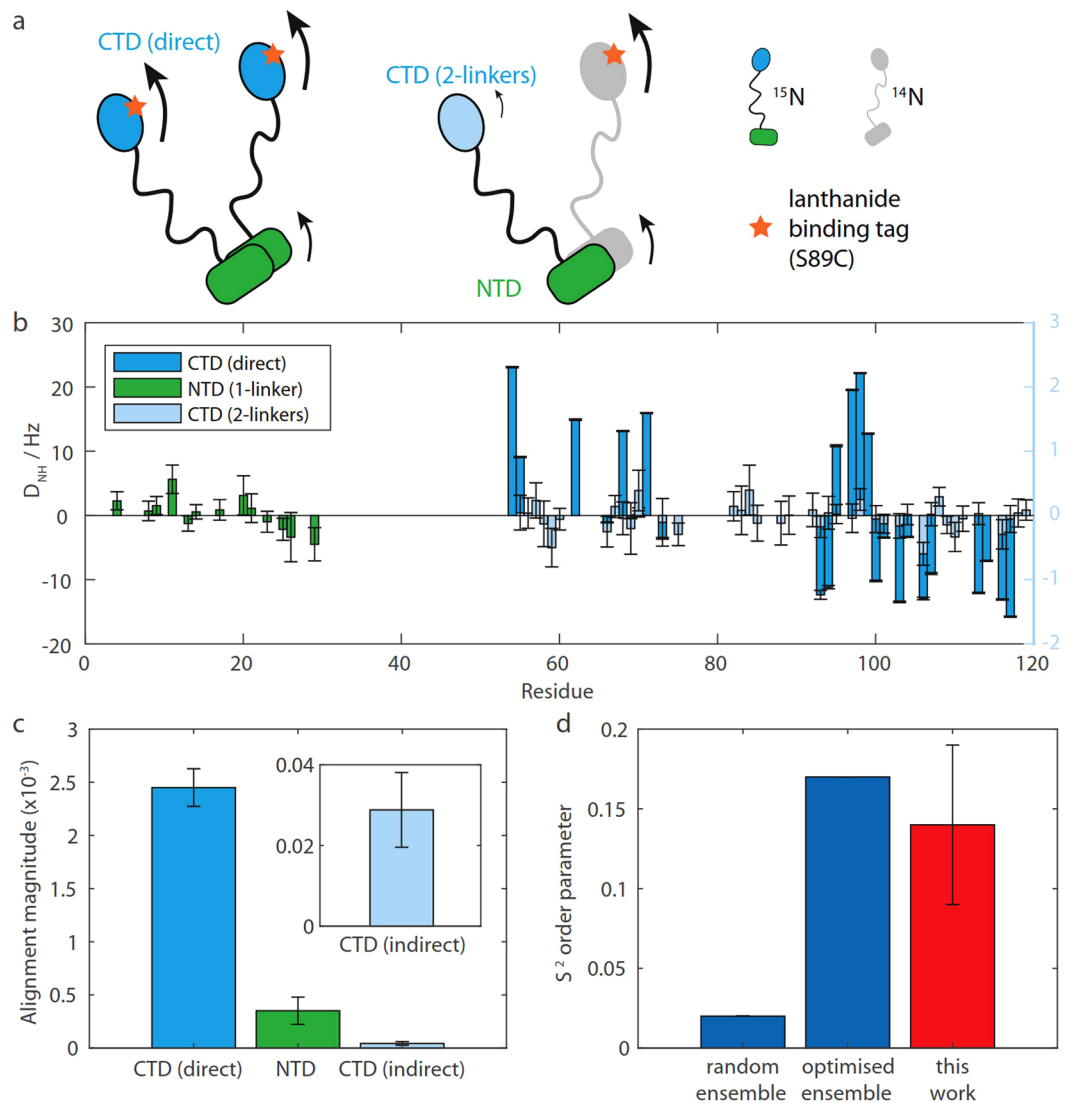 a
CTD (direct)
CTD (2-linkers)
NTD
15N
14N
lanthanide
binding tag
(S89C)
b
DNH / Hz
30
20
10
0
-10
-20
3
2
1
0
-1
-2
CTD (direct)
NTD (1-linker)
CTD (2-linkers)
0
20
40
60
80
100
120
Residue
c
Alignment magnitude (x10-3)
3
2.5
2
1.5
1
0.5
0
0.04
0.02
0
CTD (indirect)
CTD (direct)
NTD
CTD (indirect)
d
S2 order parameter
0.2
0.15
0.1
0.05
0
random
ensemble
optimised
ensemble
this
work